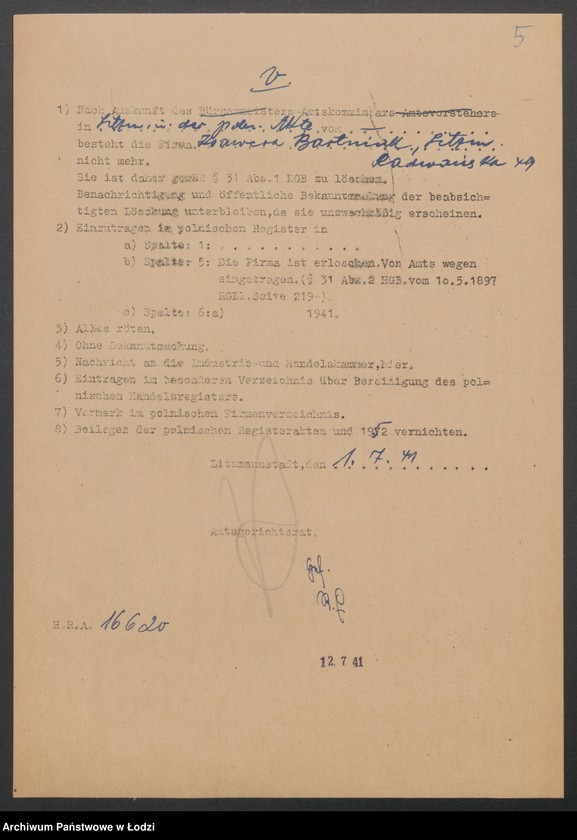 5
V.
1) Nach Auskunft des Bürgermeisters Amtskommissars Amtsvorstehers
in Litzm. u. der poln. Akte vom
besteht die Firma Ksawera Bartniak, Litzm.
nicht mehr. Radwańska 49
Sie ist daher gemäß § 31 Abs.1 HGB zu löschen.
Benachrichtigung und öffentliche Bekanntmachung der beabsich=
tigten Löschung unterbleiben,da sie unzweckmäßig erscheinen.
2) Einzutragen im polnischen Register in
a) Spalte: 1: . . . . . . . . . . . .
b) Spalte: 5: Die Firma ist erloschen.Von Amts wegen
eingetragen.(§ 31 Abs.2 HGB.vom 10.5.1897
RGBl.Seite 219-).
c) Spalte: 6:a) 1941.
3) Alles röten.
4) Ohne Bekanntmachung.
5) Nachricht an die Industrie-und Handelskammer,hier.
6) Eintragen im besonderen Verzeichnis über Bereinigung des pol=
nischen Handelsregisters.
7) Vermerk im polnischen Firmenverzeichnis.
8) Beilegen der polnischen Registerakten und 1952 vernichten.
Litzmannstadt,den 1. 7. 41
Amtsgerichtsrat.
Gef.
H.R.A. 16620
12. 7 41
Archiwum Państwowe w Łodzi